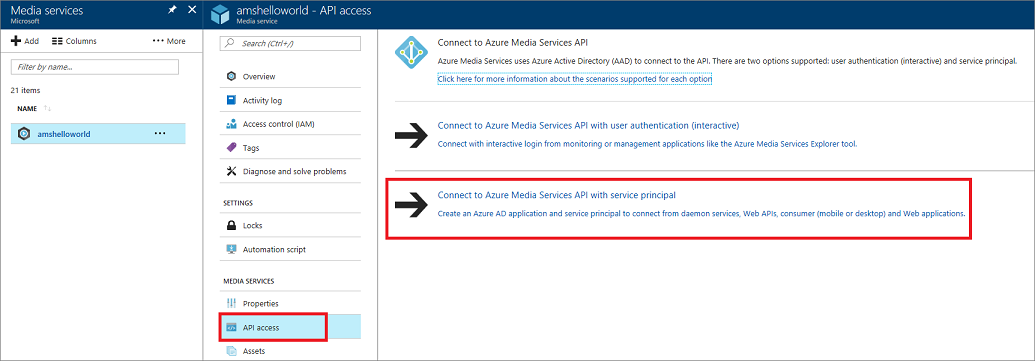 Media services
Microsoft
Add
Columns
More
Filter by name...
21 items
NAME
amshelloworld
amshelloworld - API access
Media service
Search (Ctrl+/)
Overview
Activity log
Access control (IAM)
Tags
Diagnose and solve problems
SETTINGS
Locks
Automation script
MEDIA SERVICES
Properties
API access
Assets
Connect to Azure Media Services API
Azure Media Services uses Azure Active Directory (AAD) to connect to the API. There are two options supported: user authentication (interactive) and service principal.
Click here for more information about the scenarios supported for each option
Connect to Azure Media Services API with user authentication (interactive)
Connect with interactive login from monitoring or management applications like the Azure Media Services Explorer tool.
Connect to Azure Media Services API with service principal
Create an Azure AD application and service principal to connect from daemon services, Web APIs, consumer (mobile or desktop) and Web applications.